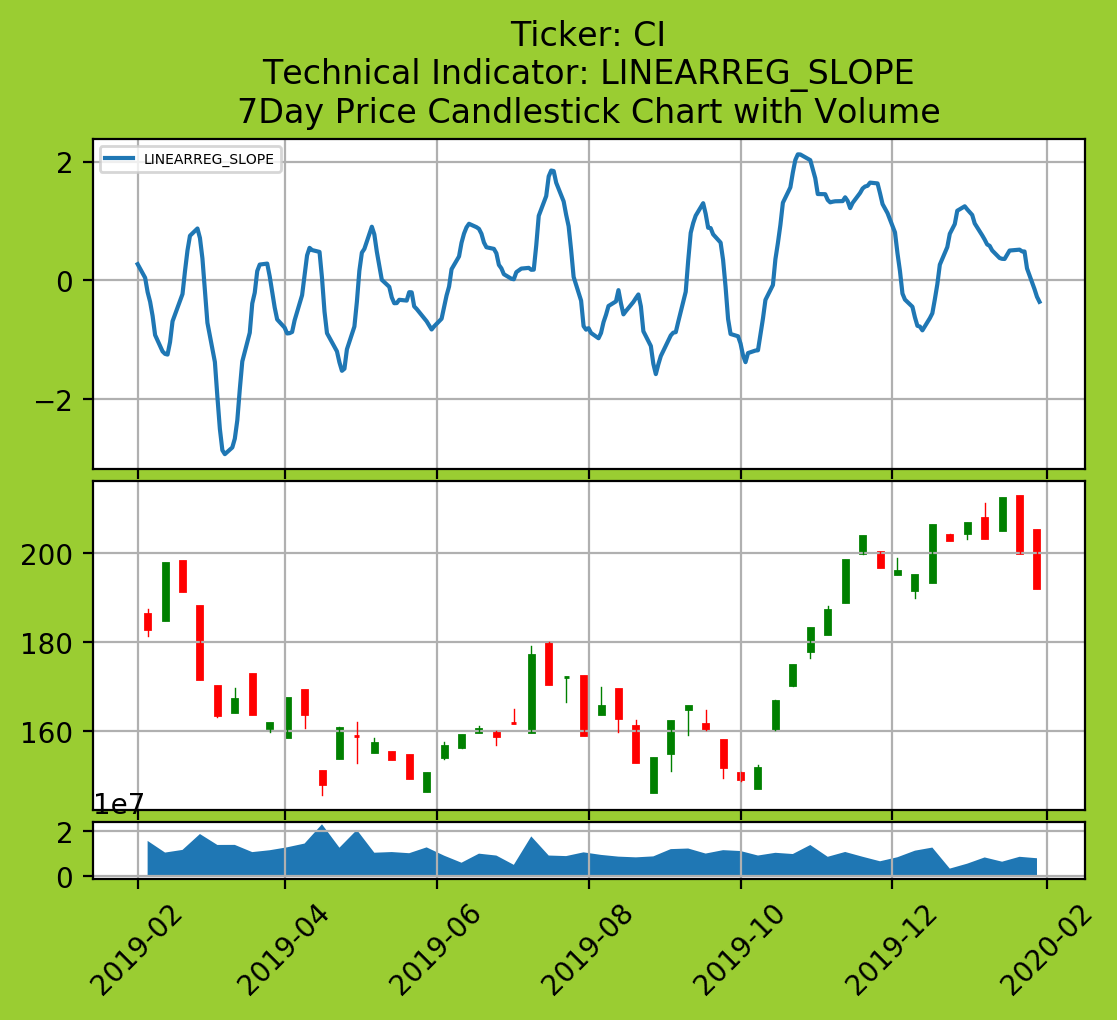 Ticker: CI
Technical Indicator: LINEARREG_SLOPE
7Day Price Candlestick Chart with Volume
LINEARREG_SLOPE
2
0
−2
200
180
160
1e7
2
0
2019-02 2019-04 2019-06 2019-08 2019-10 2019-12 2020-02